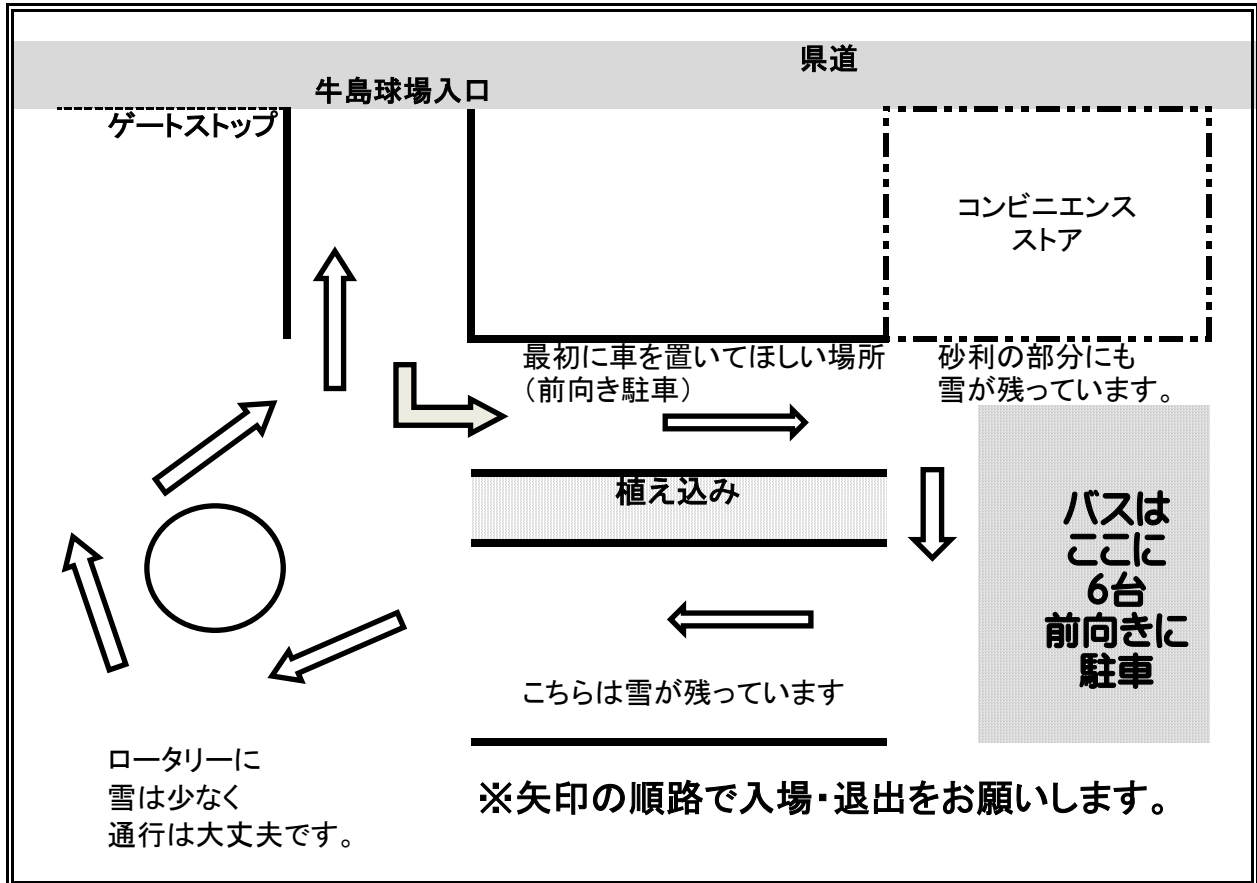 県道
牛島球場入口
ゲートストップ
コンビニエンス
ストア
最初に車を置いてほしい場所
（前向き駐車）
砂利の部分にも
雪が残っています。
植え込み
バスは
ここに
6台
前向きに
駐車
こちらは雪が残っています
ロータリーに
雪は少なく
通行は大丈夫です。
※矢印の順路で入場・退出をお願いします。